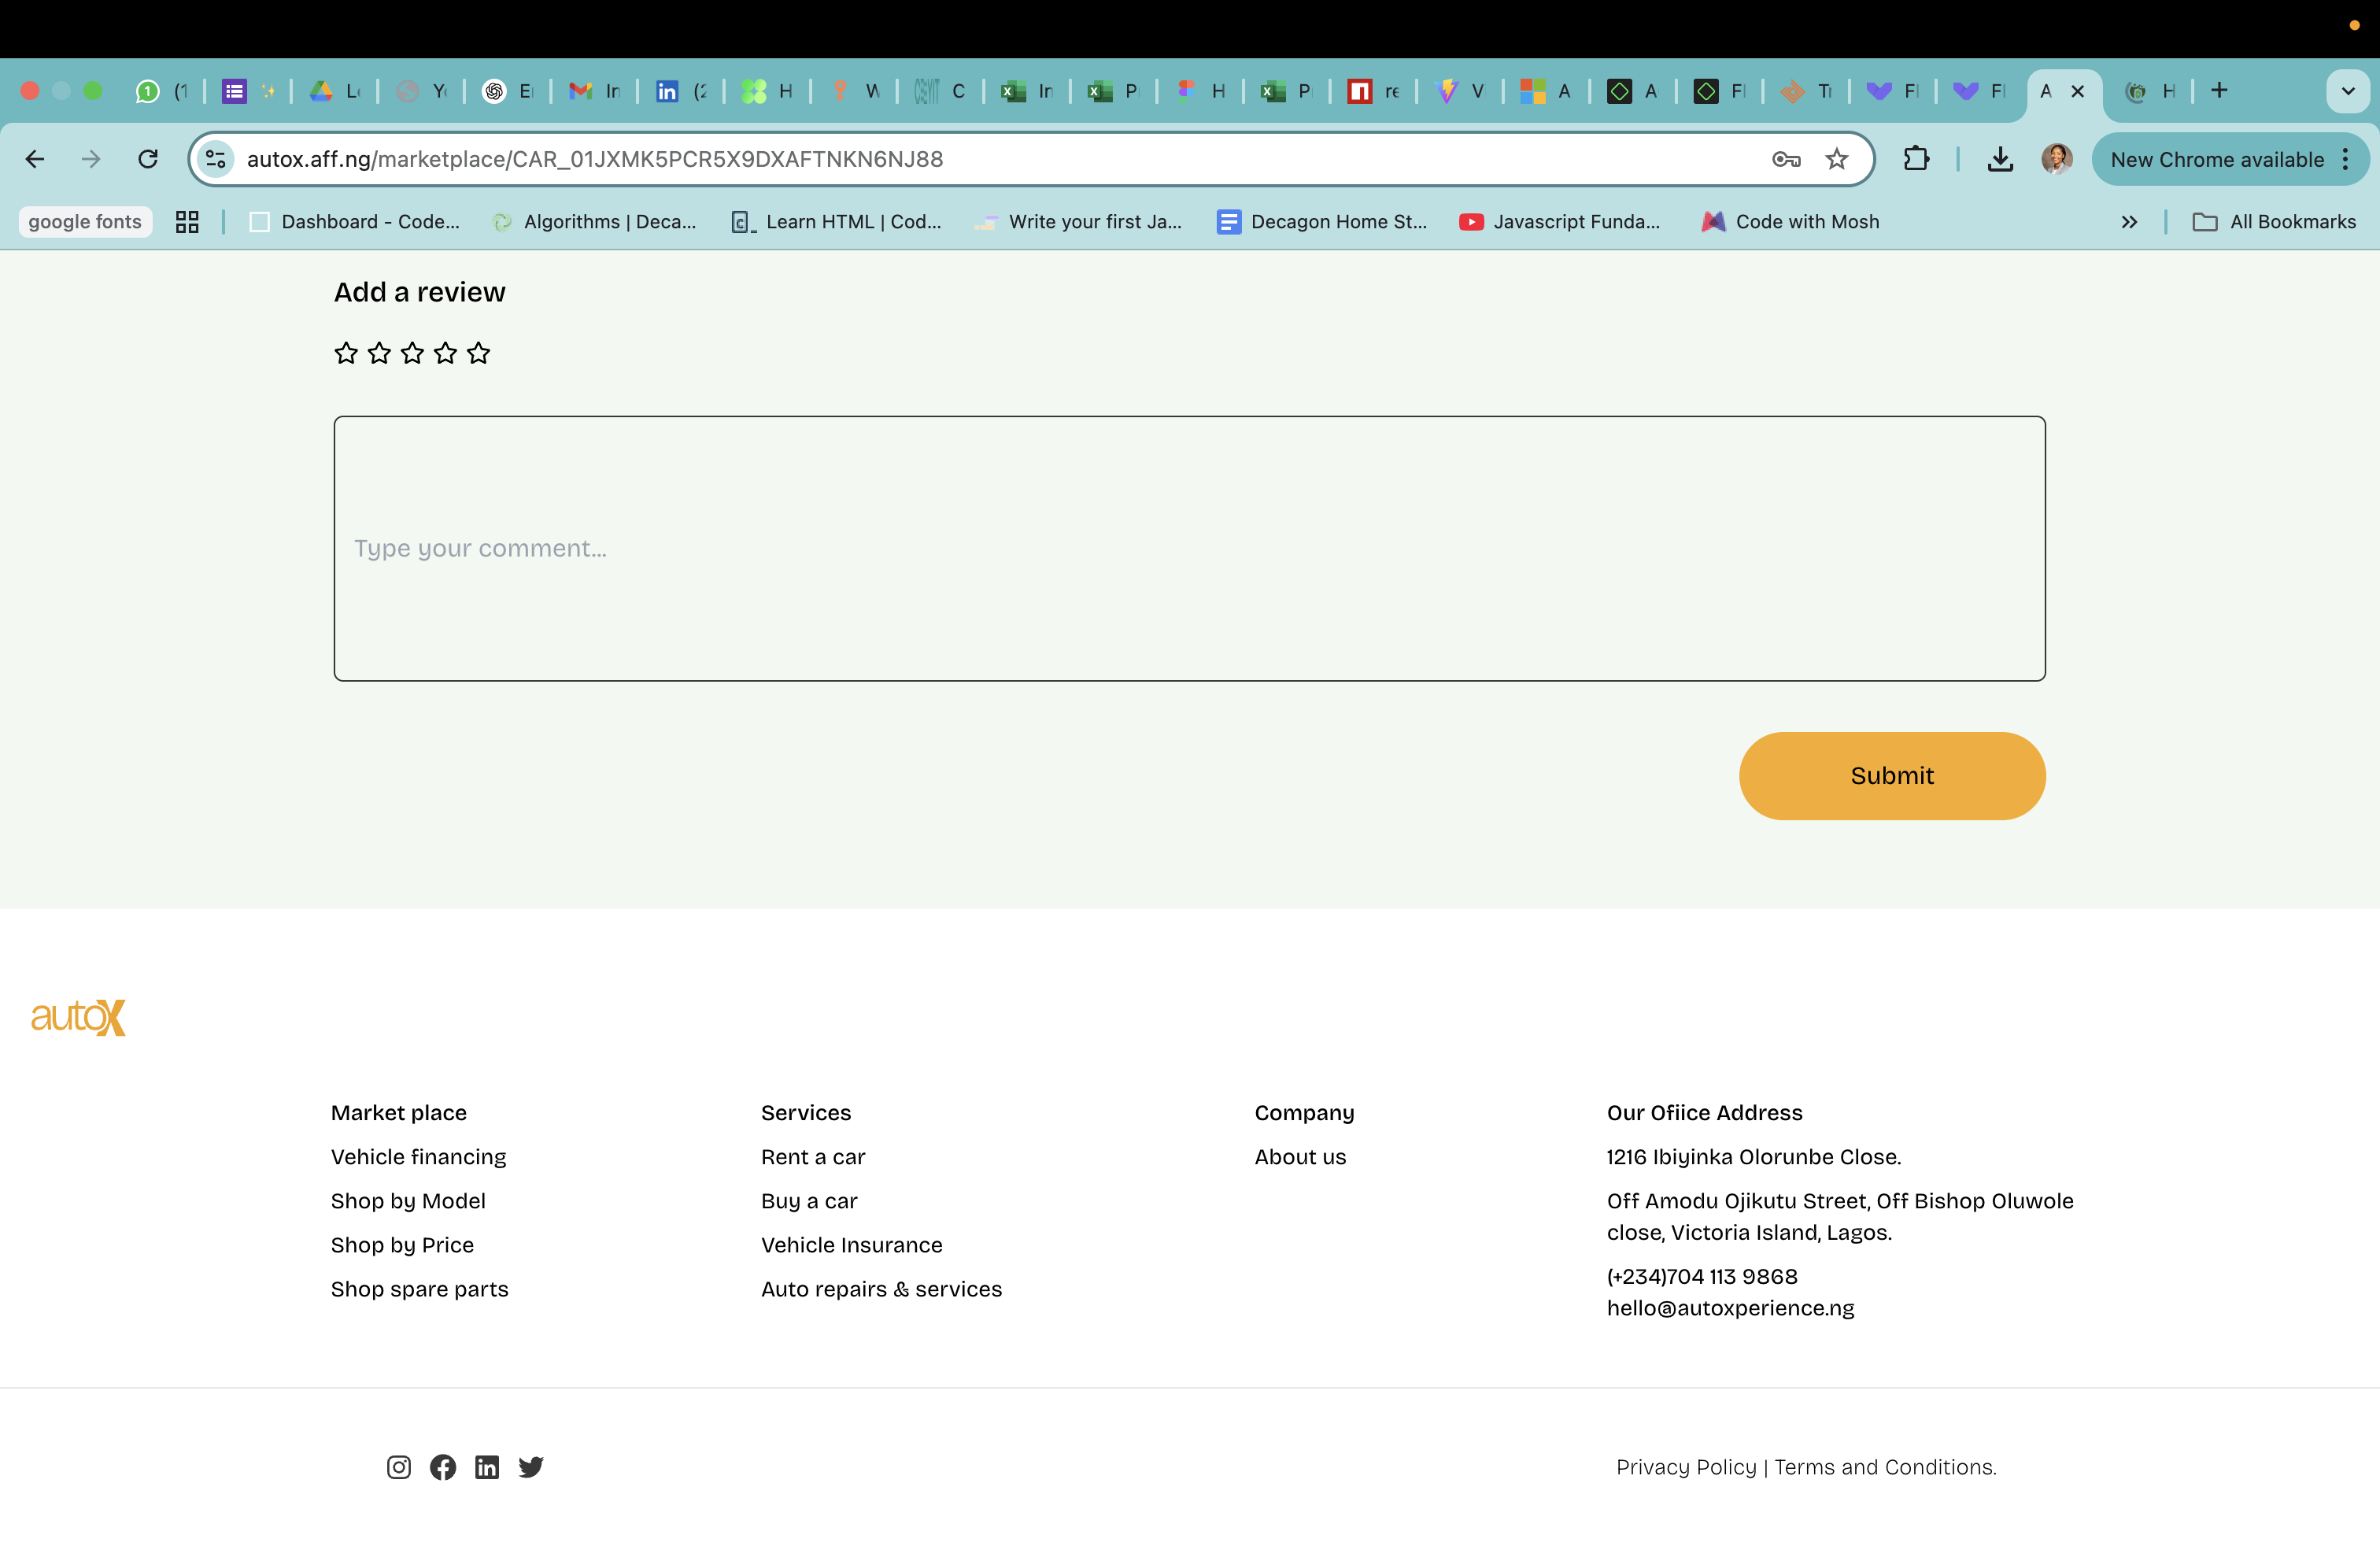 (1
L
Y
E
In
in (2
H
W
C
In
P
H
P
re
V
A
A
Fl
Tr
Fl
Fl
A
H
autox.aff.ng/marketplace/CAR_01JXMK5PCR5X9DXAFTNKN6NJ88
New Chrome available
google fonts
Dashboard - Code...
Algorithms | Deca...
Learn HTML | Cod...
Write your first Ja...
Decagon Home St...
Javascript Funda...
Code with Mosh
All Bookmarks
Add a review
Type your comment...
Submit
autoX
Market place
Vehicle financing
Shop by Model
Shop by Price
Shop spare parts
Services
Rent a car
Buy a car
Vehicle Insurance
Auto repairs & services
Company
About us
Our Ofiice Address
1216 Ibiyinka Olorunbe Close.
Off Amodu Ojikutu Street, Off Bishop Oluwole
close, Victoria Island, Lagos.
(+234)704 113 9868
hello@autoxperience.ng
Privacy Policy | Terms and Conditions.